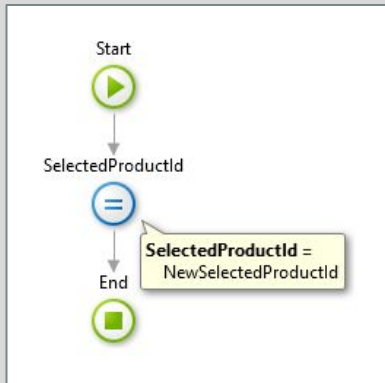 Start
SelectedProductId
SelectedProductId =
NewSelectedProductId
End